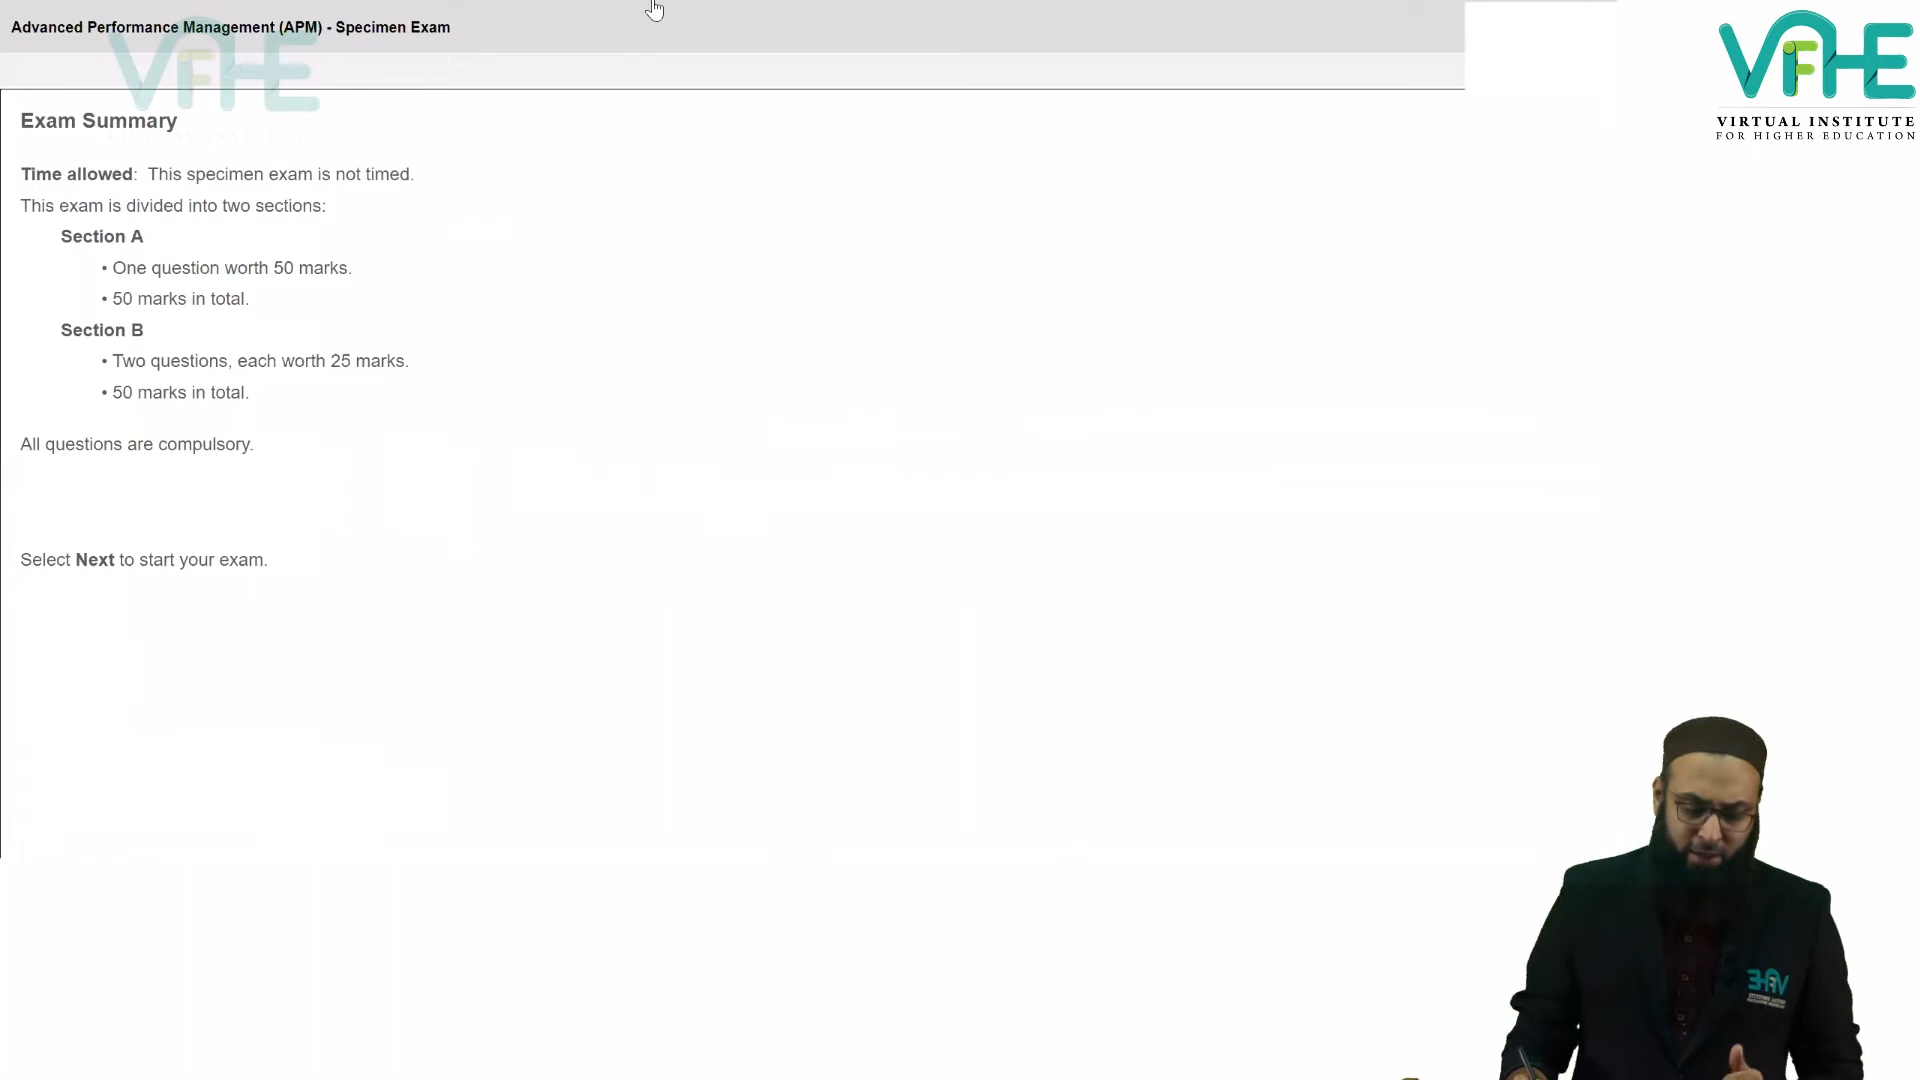 Advanced Performance Management (APM) - Specimen Exam
VIFHE
VIRTUAL INSTITUTE
FOR HIGHER EDUCATION
Exam Summary
Time allowed: This specimen exam is not timed.
This exam is divided into two sections:
Section A
• One question worth 50 marks.
• 50 marks in total.
Section B
• Two questions, each worth 25 marks.
• 50 marks in total.
All questions are compulsory.
Select Next to start your exam.